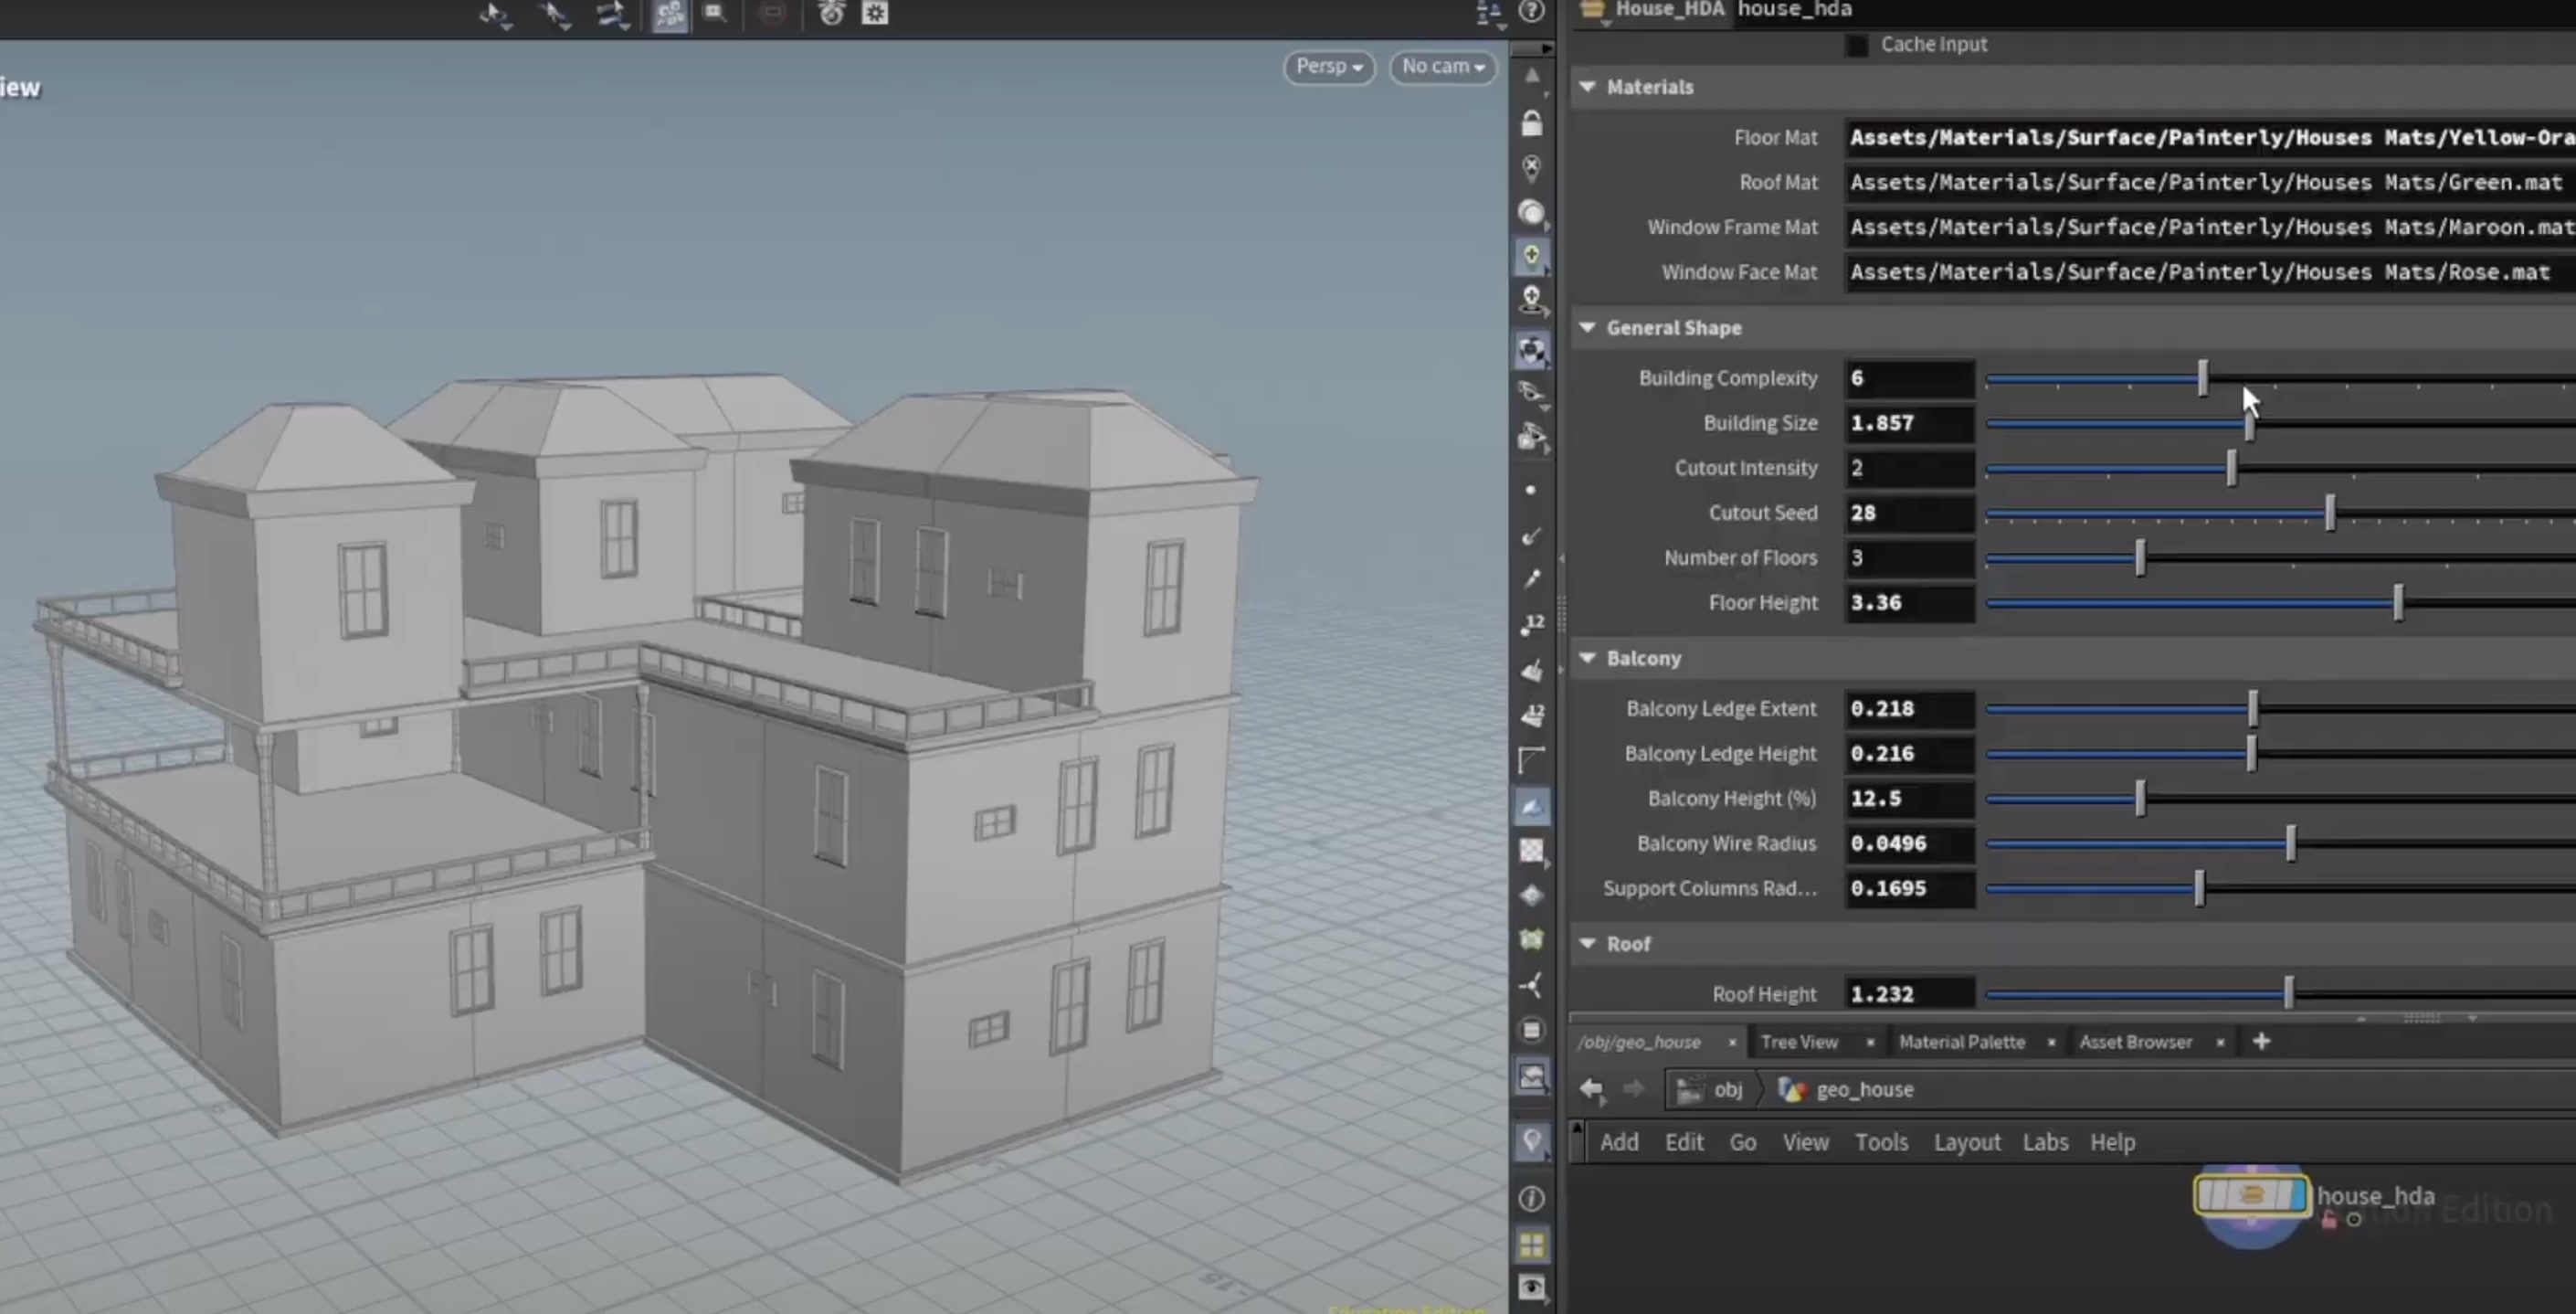 iew
Persp
No cam
12
12
-15
Education Edition
House_HDA house_hda
Cache Input
Materials
Floor Mat Assets/Materials/Surface/Painterly/Houses Mats/Yellow-Ora
Roof Mat Assets/Materials/Surface/Painterly/Houses Mats/Green.mat
Window Frame Mat Assets/Materials/Surface/Painterly/Houses Mats/Maroon.mat
Window Face Mat Assets/Materials/Surface/Painterly/Houses Mats/Rose.mat
General Shape
Building Complexity 6
Building Size 1.857
Cutout Intensity 2
Cutout Seed 28
Number of Floors 3
Floor Height 3.36
Balcony
Balcony Ledge Extent 0.218
Balcony Ledge Height 0.216
Balcony Height (%) 12.5
Balcony Wire Radius 0.0496
Support Columns Rad... 0.1695
Roof
Roof Height 1.232
/obj/geo_house × Tree View × Material Palette × Asset Browser × +
obj geo_house
Add Edit Go View Tools Layout Labs Help
house_hda
Edition